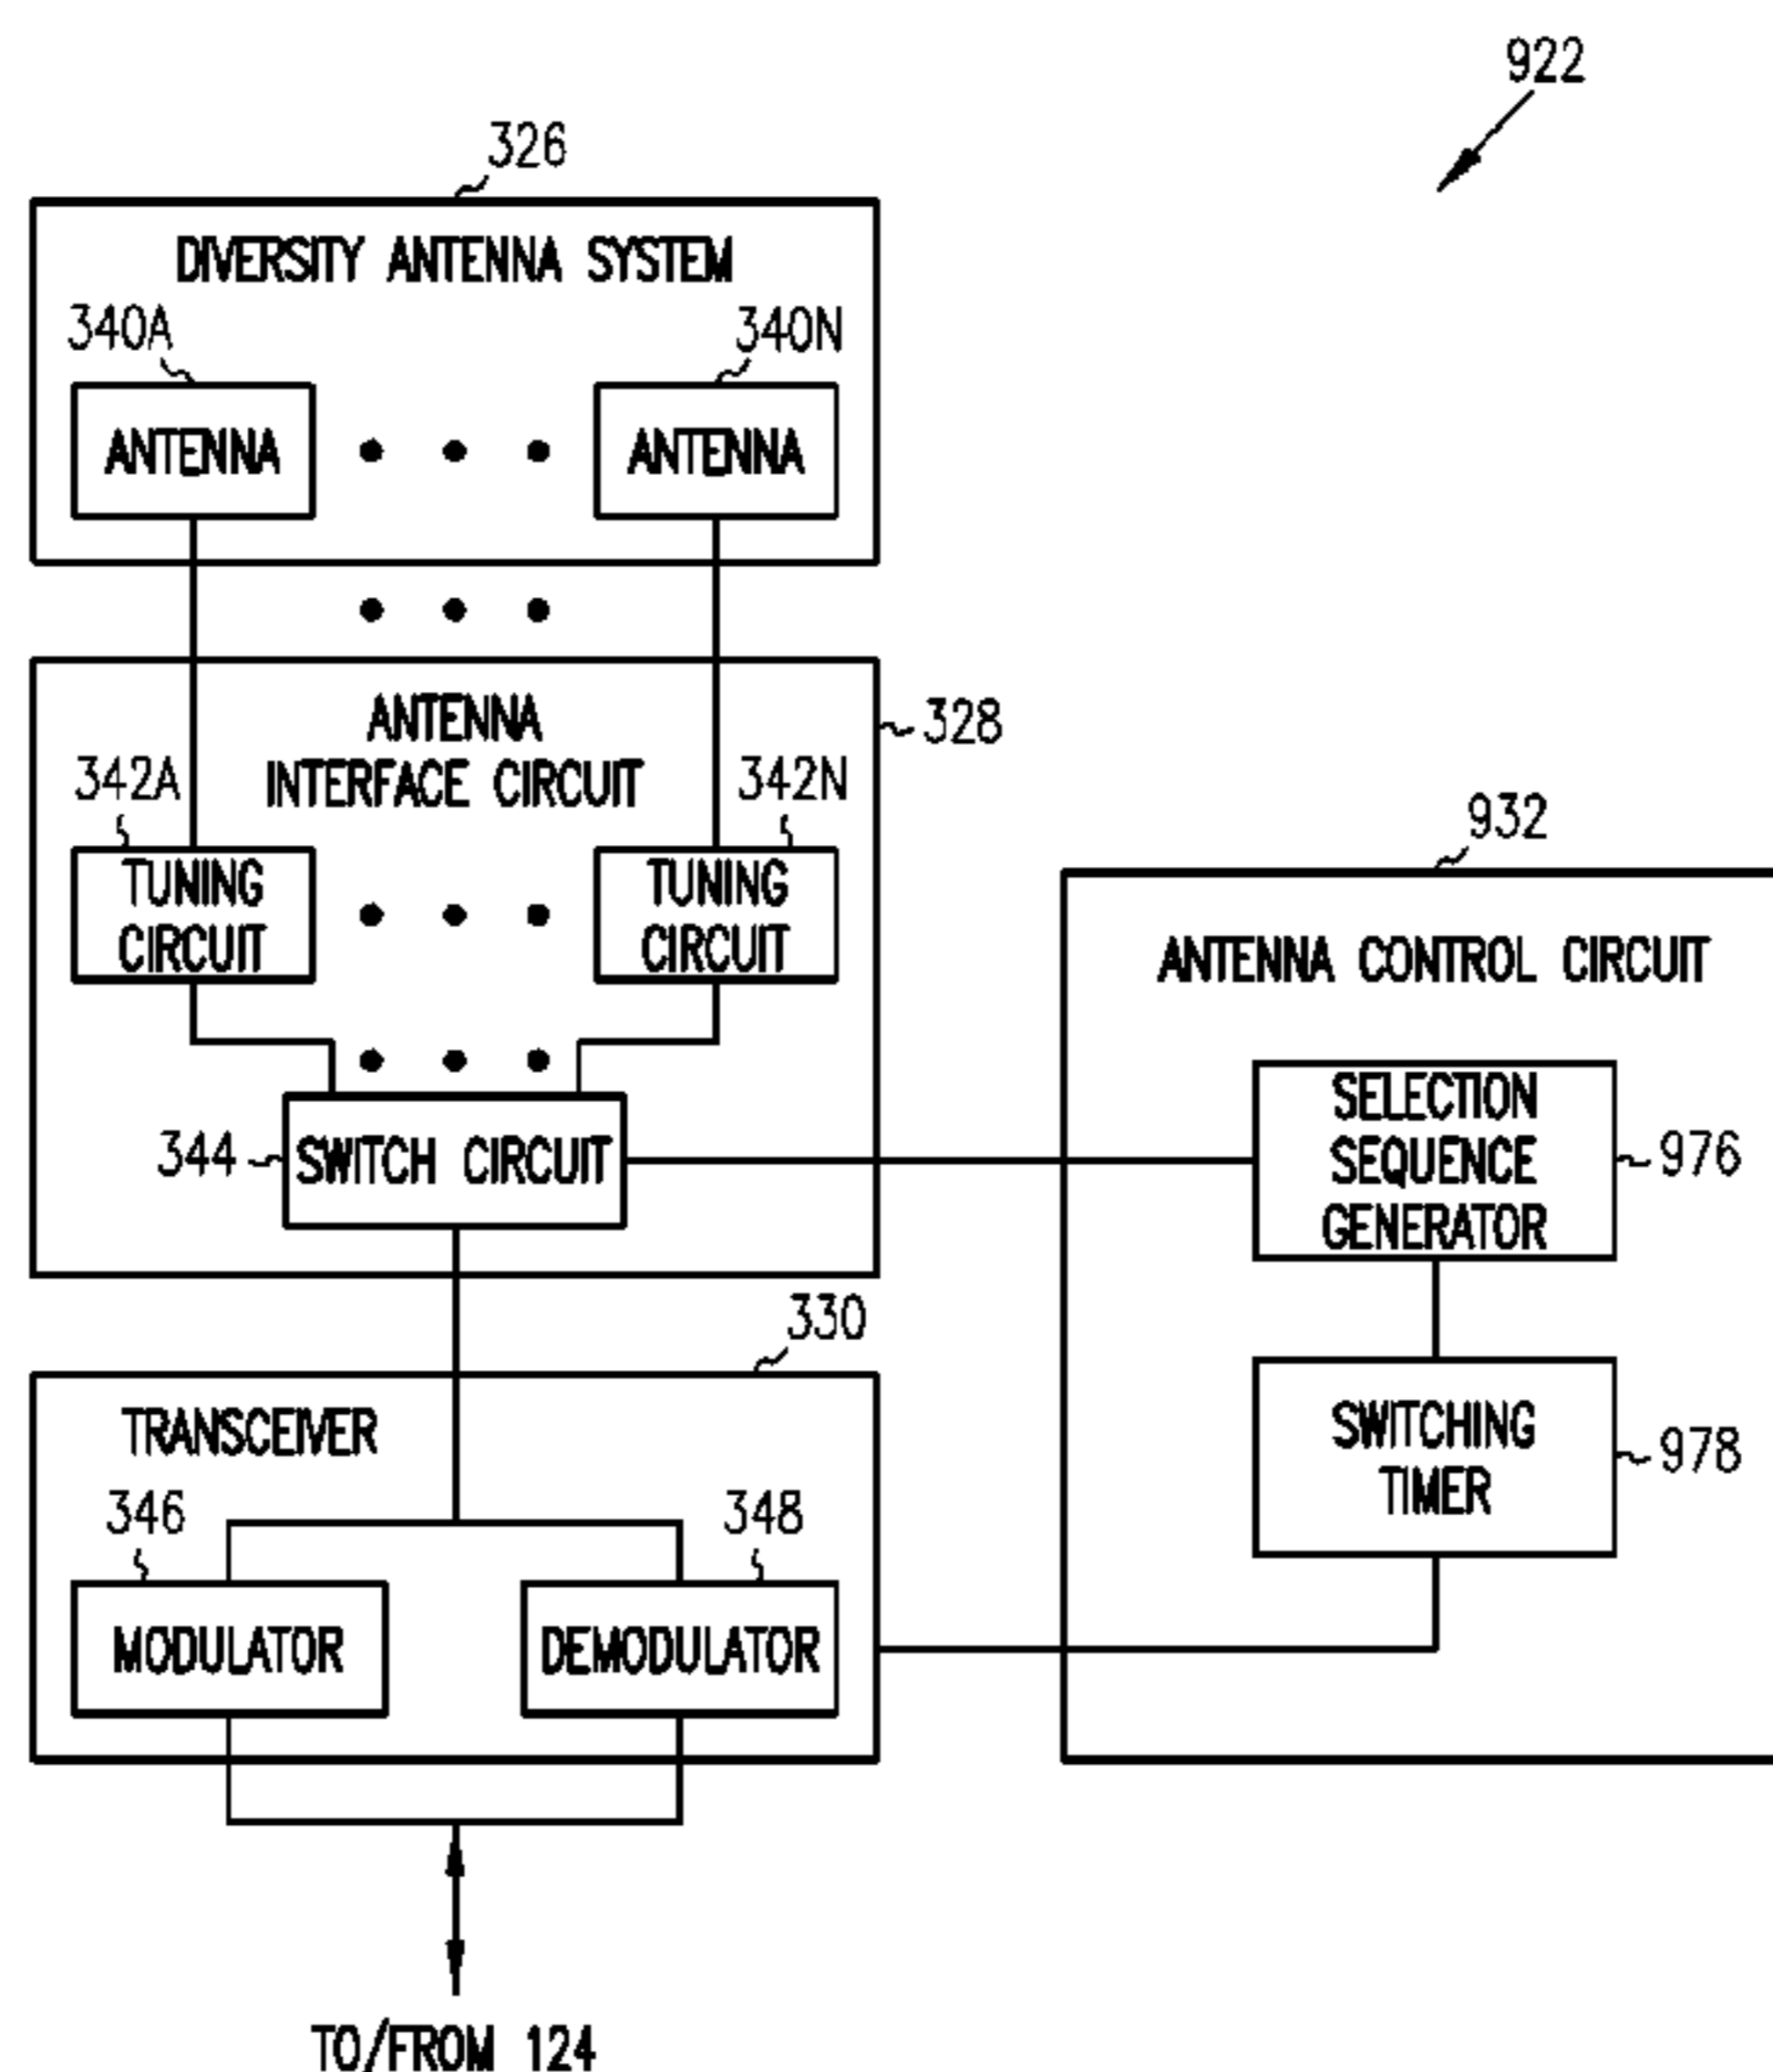 922
326
DIVERSITY ANTENNA SYSTEM
340A
340N
ANTENNA
ANTENNA
ANTENNA
INTERFACE CIRCUIT
328
342A
342N
TUNING
CIRCUIT
TUNING
CIRCUIT
344
SWITCH CIRCUIT
932
ANTENNA CONTROL CIRCUIT
SELECTION
SEQUENCE
GENERATOR
976
SWITCHING
TIMER
978
330
TRANSCEIVER
346
348
MODULATOR
DEMODULATOR
TO/FROM 124